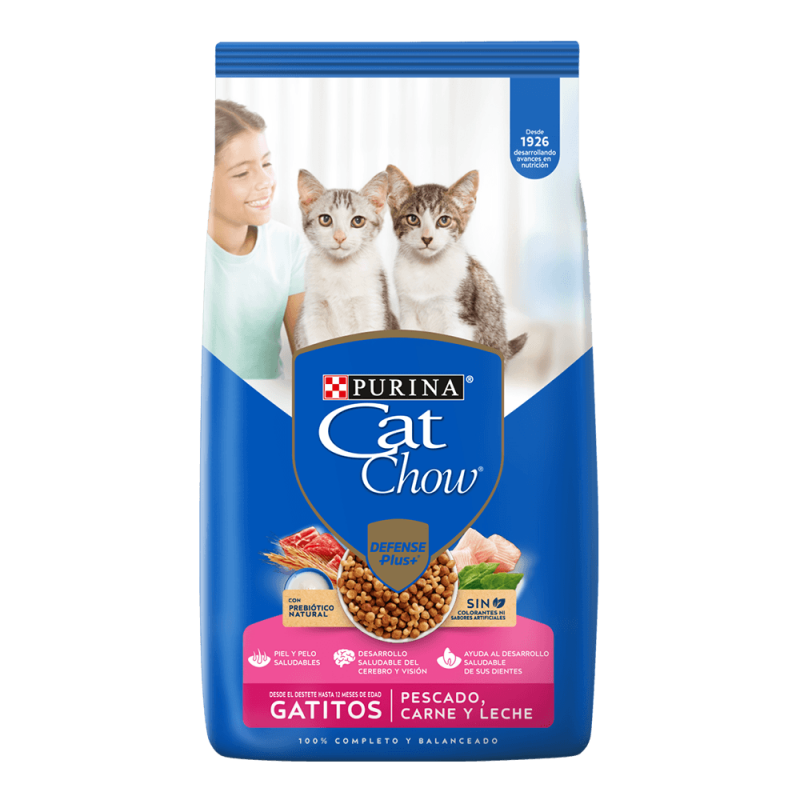 Desde
1926
desarrollando
avances en
nutrición
PURINA®
Cat
Chow®
DEFENSE
Plus+
CON
PREBIÓTICO
NATURAL
SIN
COLORANTES NI
SABORES ARTIFICIALES
PIEL Y PELO
SALUDABLES
DESARROLLO
SALUDABLE DEL
CEREBRO Y VISIÓN
AYUDA AL DESARROLLO
SALUDABLE
DE SUS DIENTES
DESDE EL DESTETE HASTA 12 MESES DE EDAD
GATITOS
PESCADO,
CARNE Y LECHE
100% COMPLETO Y BALANCEADO